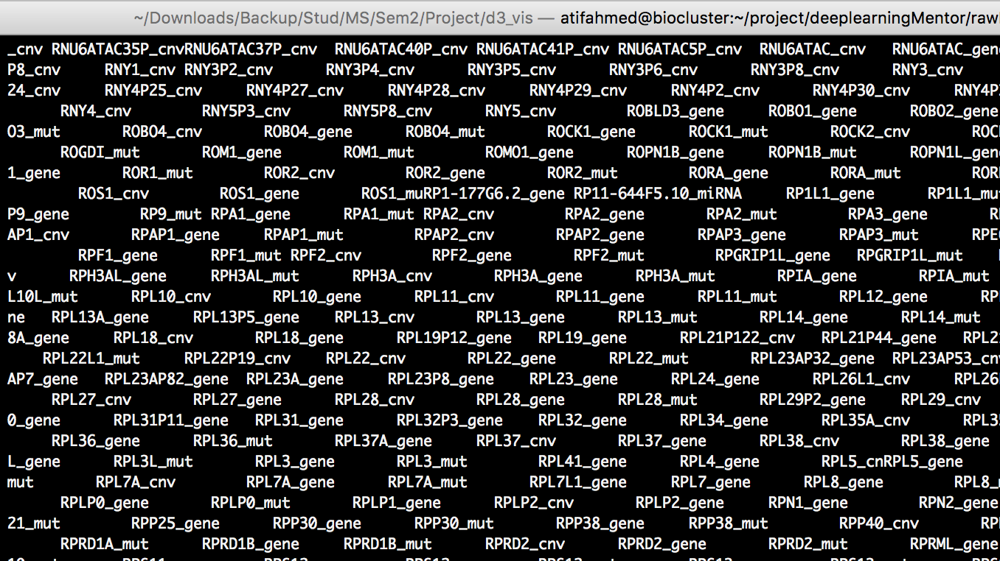 ~/Downloads/Backup/Stud/MS/Sem2/Project/d3_vis — atifahmed@biocluster:~/project/deeplearningMentor/raw
_cnv RNU6ATAC35P_cnvRNU6ATAC37P_cnv RNU6ATAC40P_cnv RNU6ATAC41P_cnv RNU6ATAC5P_cnv RNU6ATAC_cnv RNU6ATAC_gen
P8_cnv RNY1_cnv RNY3P2_cnv RNY3P4_cnv RNY3P5_cnv RNY3P6_cnv RNY3P8_cnv RNY3_cnv
24_cnv RNY4P25_cnv RNY4P27_cnv RNY4P28_cnv RNY4P29_cnv RNY4P2_cnv RNY4P30_cnv RNY4P
RNY4_cnv RNY5P3_cnv RNY5P8_cnv RNY5_cnv ROBLD3_gene ROBO1_gene ROBO2_gene
O3_mut ROBO4_cnv ROBO4_gene ROBO4_mut ROCK1_gene ROCK1_mut ROCK2_cnv ROC
ROGDI_mut ROM1_gene ROM1_mut ROMO1_gene ROPN1B_gene ROPN1B_mut ROPN1L_gen
1_gene ROR1_mut ROR2_cnv ROR2_gene ROR2_mut RORA_gene RORA_mut ROR
ROS1_cnv ROS1_gene ROS1_muRP1-177G6.2_gene RP11-644F5.10_miRNA RP1L1_gene RP1L1_mu
P9_gene RP9_mut RPA1_gene RPA1_mut RPA2_cnv RPA2_gene RPA2_mut RPA3_gene R
AP1_cnv RPAP1_gene RPAP1_mut RPAP2_cnv RPAP2_gene RPAP3_gene RPAP3_mut RPE
RPF1_gene RPF1_mut RPF2_cnv RPF2_gene RPF2_mut RPGRIP1L_gene RPGRIP1L_mut
v RPH3AL_gene RPH3AL_mut RPH3A_cnv RPH3A_gene RPH3A_mut RPIA_gene RPIA_mut
L10L_mut RPL10_cnv RPL10_gene RPL11_cnv RPL11_gene RPL11_mut RPL12_gene RP
ne RPL13A_gene RPL13P5_gene RPL13_cnv RPL13_gene RPL13_mut RPL14_gene RPL14_mut
8A_gene RPL18_cnv RPL18_gene RPL19P12_gene RPL19_gene RPL21P122_cnv RPL21P44_gene RPL2
RPL22L1_mut RPL22P19_cnv RPL22_cnv RPL22_gene RPL22_mut RPL23AP32_gene RPL23AP53_cnv
AP7_gene RPL23AP82_gene RPL23A_gene RPL23P8_gene RPL23_gene RPL24_gene RPL26L1_cnv RPL26
RPL27_cnv RPL27_gene RPL28_cnv RPL28_gene RPL28_mut RPL29P2_gene RPL29_cnv
0_gene RPL31P11_gene RPL31_gene RPL32P3_gene RPL32_gene RPL34_gene RPL35A_cnv RPL3
RPL36_gene RPL36_mut RPL37A_gene RPL37_cnv RPL37_gene RPL38_cnv RPL38_gene
L_gene RPL3L_mut RPL3_gene RPL3_mut RPL41_gene RPL4_gene RPL5_cnRPL5_gene
mut RPL7A_cnv RPL7A_gene RPL7A_mut RPL7L1_gene RPL7_gene RPL8_gene RPL8_
RPLP0_gene RPLP0_mut RPLP1_gene RPLP2_cnv RPLP2_gene RPN1_gene RPN2_gene
21_mut RPP25_gene RPP30_gene RPP30_mut RPP38_gene RPP38_mut RPP40_cnv RP
RPRD1A_mut RPRD1B_gene RPRD1B_mut RPRD2_cnv RPRD2_gene RPRD2_mut RPRML_gene